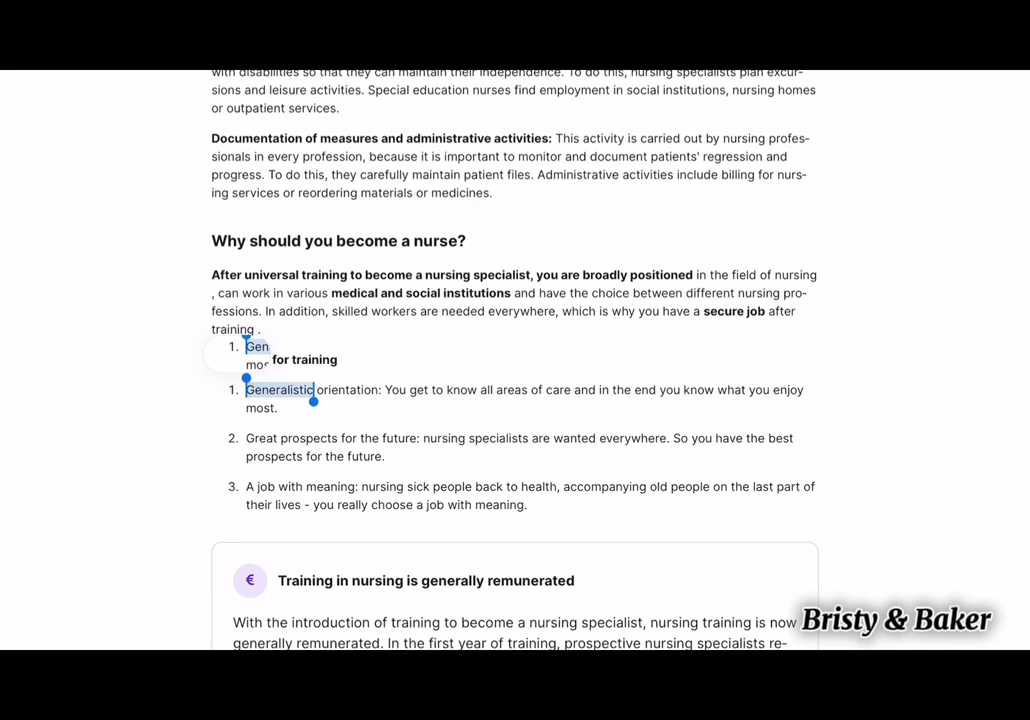 with disabilities so that they can maintain their independence. To do this, nursing specialists plan excur-
sions and leisure activities. Special education nurses find employment in social institutions, nursing homes
or outpatient services.
Documentation of measures and administrative activities: This activity is carried out by nursing profes-
sionals in every profession, because it is important to monitor and document patients' regression and
progress. To do this, they carefully maintain patient files. Administrative activities include billing for nurs-
ing services or reordering materials or medicines.
Why should you become a nurse?
After universal training to become a nursing specialist, you are broadly positioned in the field of nursing
, can work in various medical and social institutions and have the choice between different nursing pro-
fessions. In addition, skilled workers are needed everywhere, which is why you have a secure job after
training .
1. Gen
mos
for training
1. Generalistic orientation: You get to know all areas of care and in the end you know what you enjoy
most.
2. Great prospects for the future: nursing specialists are wanted everywhere. So you have the best
prospects for the future.
3. A job with meaning: nursing sick people back to health, accompanying old people on the last part of
their lives - you really choose a job with meaning.
€ Training in nursing is generally remunerated
With the introduction of training to become a nursing specialist, nursing training is now
generally remunerated. In the first year of training, prospective nursing specialists re-
Bristy & Baker